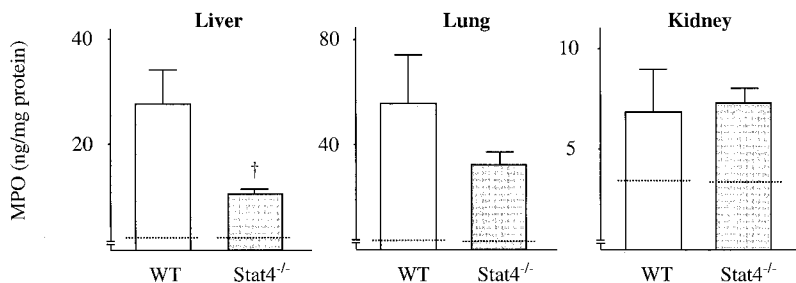 Liver
Lung
Kidney
MPO (ng/mg protein)
40
20
80
40
10
5
†
WT
Stat4-/-
WT
Stat4-/-
WT
Stat4-/-